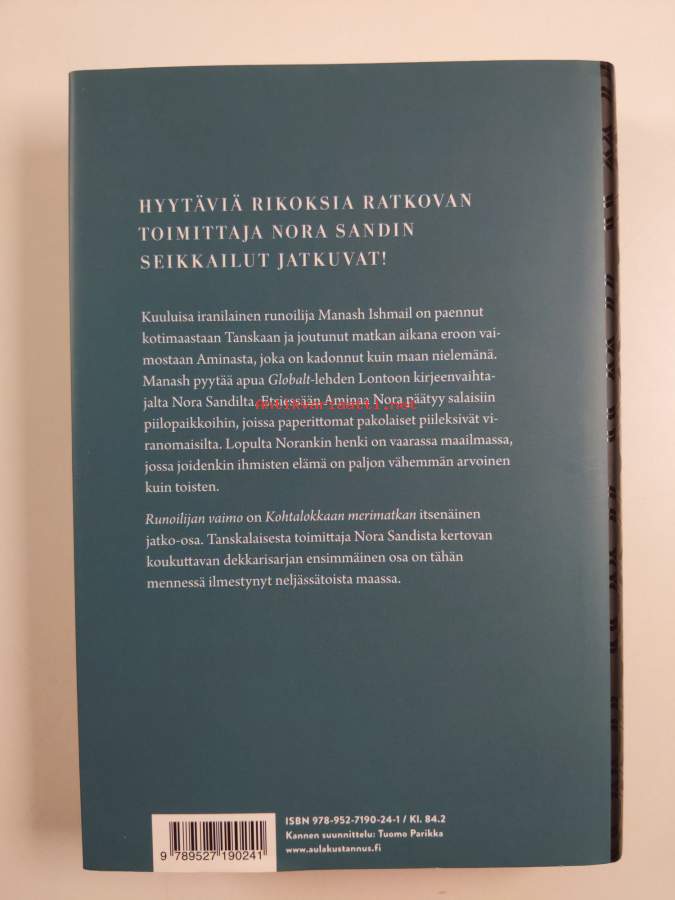 HYYTÄVIÄ RIKOKSIA RATKOVAN
TOIMITTAJA NORA SANDIN
SEIKKAILUT JATKUVAT!
Kuuluisa iranilainen runoilija Manash Ishmail on paennut
kotimaastaan Tanskaan ja joutunut matkan aikana eroon vai-
mostaan Aminasta, joka on kadonnut kuin maan nielemänä.
Manash pyytää apua Globalt-lehden Lontoon kirjeenvaihta-
jalta Nora Sandilta. Etsiessään Aminaa Nora päätyy salaisiin
antikvariaatti.net
piilopaikkoihin, joissa paperittomat pakolaiset piileksivät vi-
ranomaisilta. Lopulta Norankin henki on vaarassa maailmassa,
jossa joidenkin ihmisten elämä on paljon vähemmän arvoinen
kuin toisten.
Runoilijan vaimo on Kohtalokkaan merimatkan itsenäinen
jatko-osa. Tanskalaisesta toimittaja Nora Sandista kertovan
koukuttavan dekkarisarjan ensimmäinen osa on tähän
mennessä ilmestynyt neljässätoista maassa.
ISBN 978-952-7190-24-1 / Kl. 84.2
Kannen suunnittelu: Tuomo Parikka
www.aulakustannus.fi
9 789527 190241